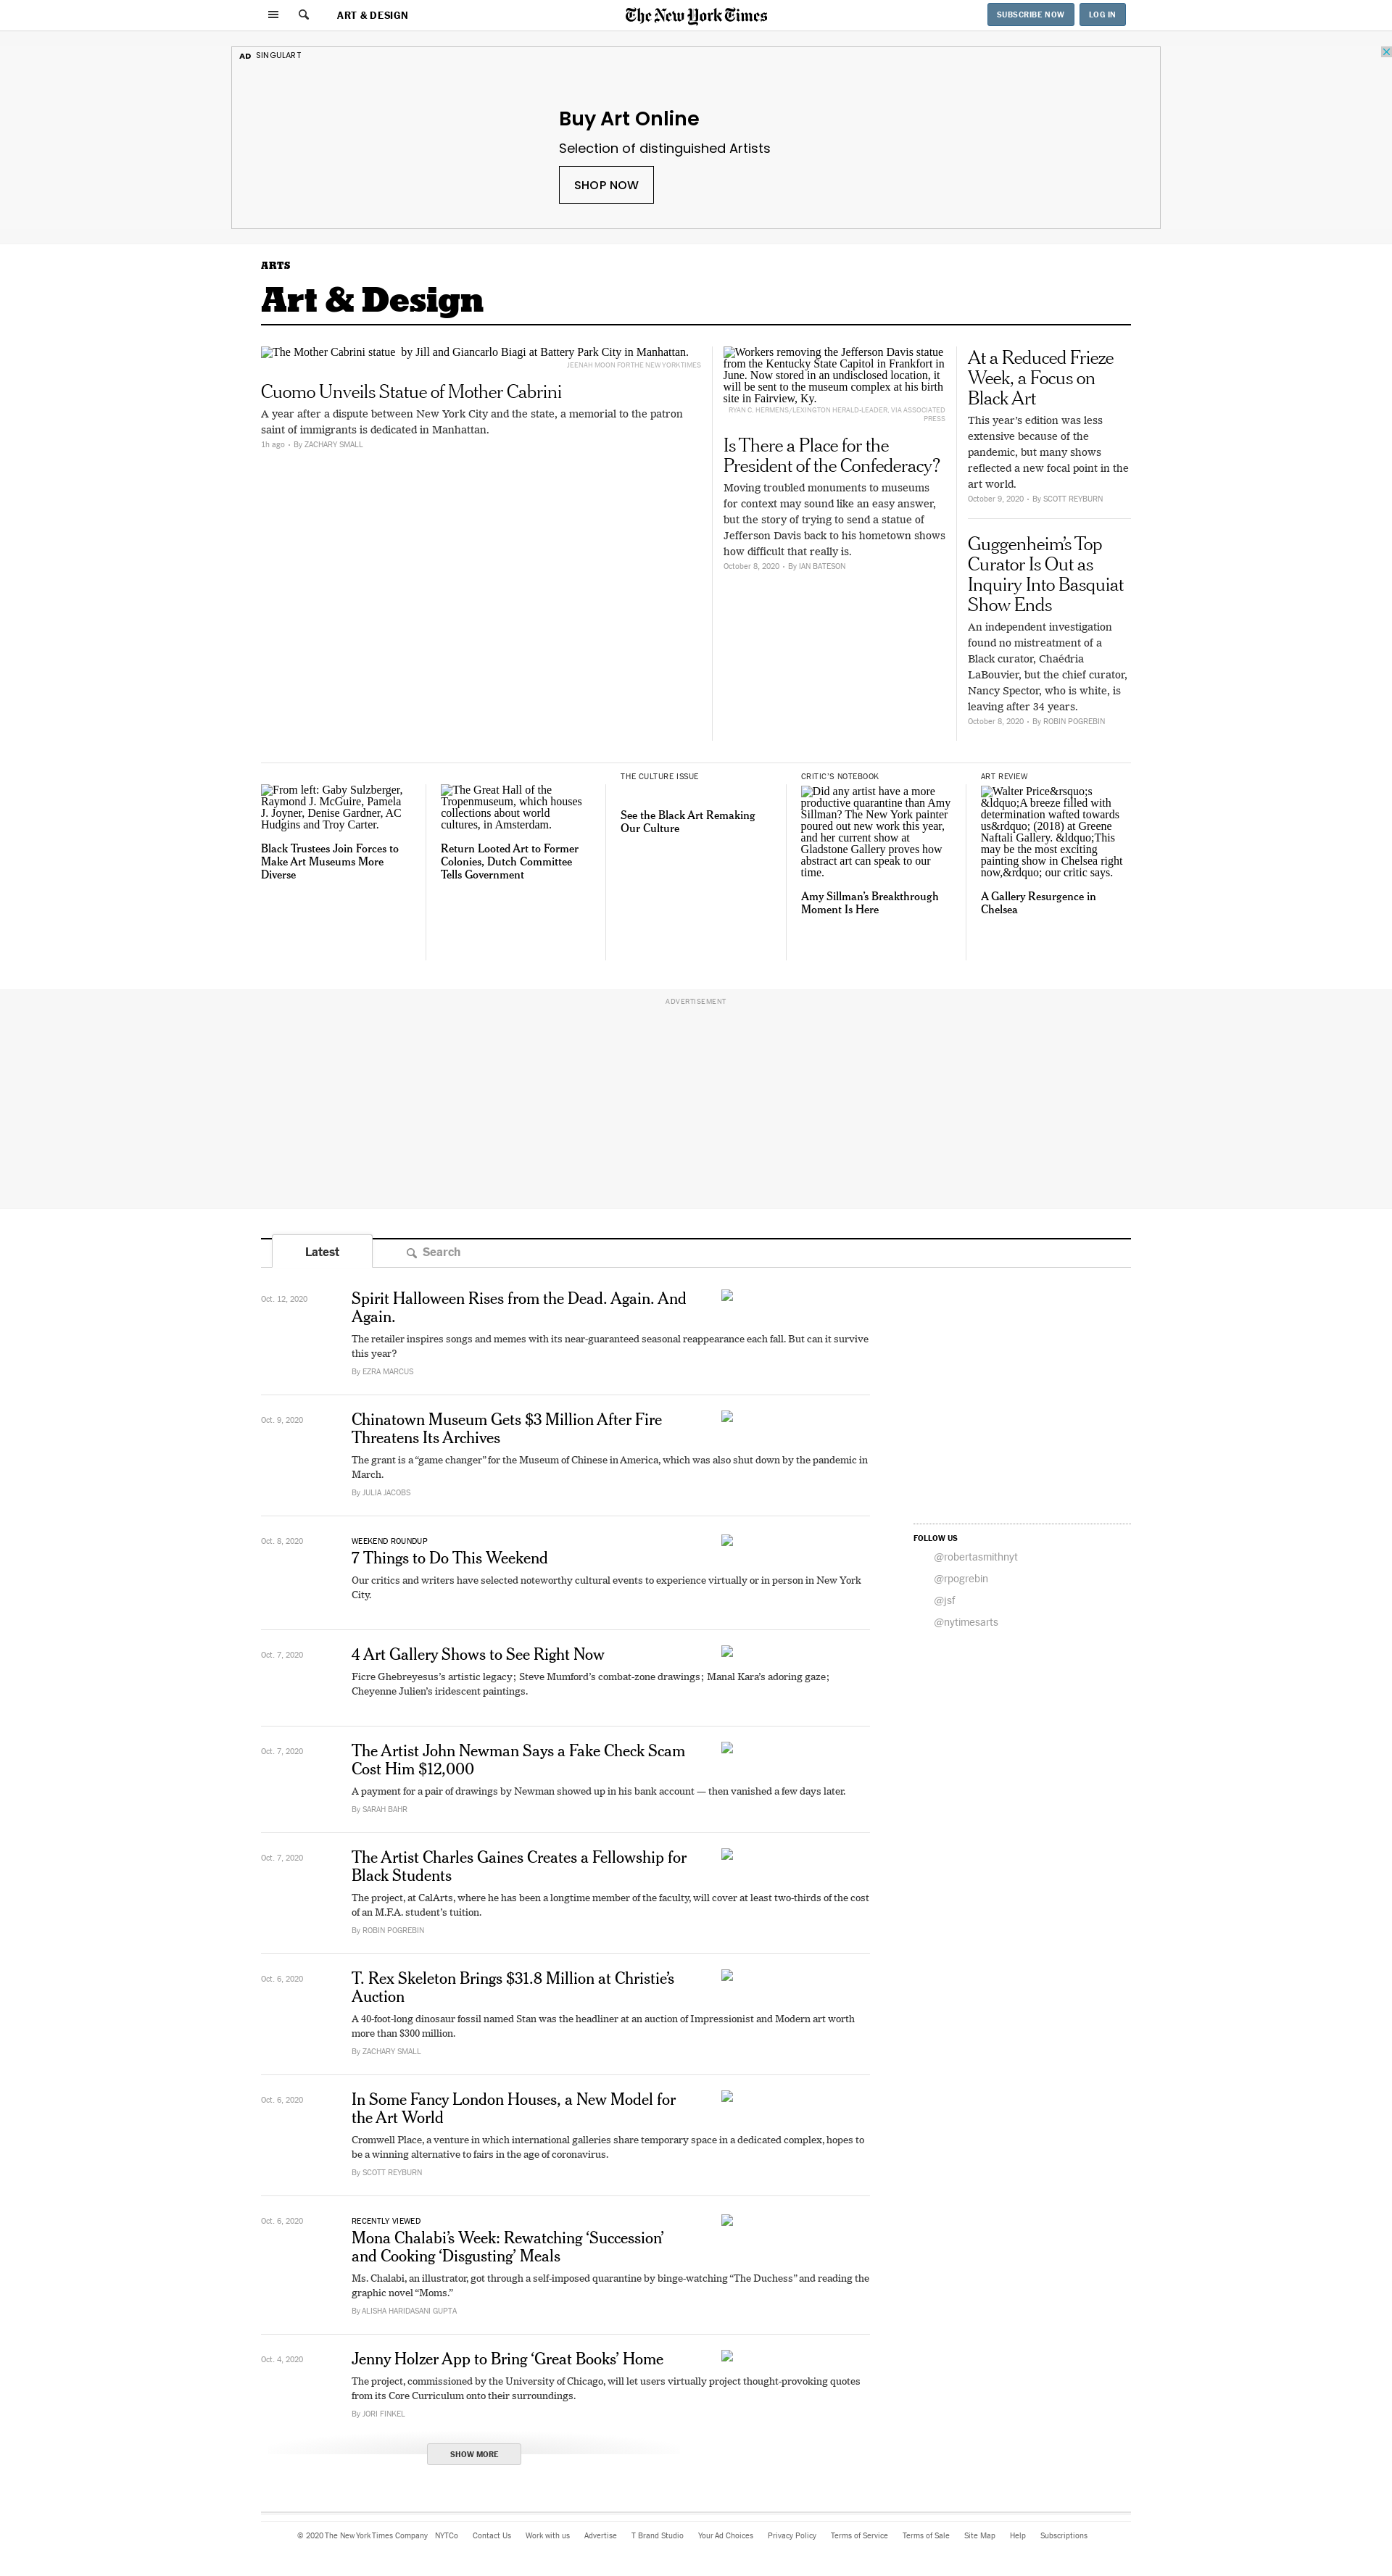 ART & DESIGN
The New York Times
SUBSCRIBE NOW
LOG IN
AD SINGULART
Buy Art Online
Selection of distinguished Artists
SHOP NOW
ARTS
Art & Design
The Mother Cabrini statue by Jill and Giancarlo Biagi at Battery Park City in Manhattan.
JEENAH MOON FOR THE NEW YORK TIMES
Cuomo Unveils Statue of Mother Cabrini
A year after a dispute between New York City and the state, a memorial to the patron
saint of immigrants is dedicated in Manhattan.
1h ago • By ZACHARY SMALL
Workers removing the Jefferson Davis statue
from the Kentucky State Capitol in Frankfort in
June. Now stored in an undisclosed location, it
will be sent to the museum complex at his birth
site in Fairview, Ky.
RYAN C. HERMENS/LEXINGTON HERALD-LEADER, VIA ASSOCIATED
PRESS
Is There a Place for the
President of the Confederacy?
Moving troubled monuments to museums
for context may sound like an easy answer,
but the story of trying to send a statue of
Jefferson Davis back to his hometown shows
how difficult that really is.
October 8, 2020 • By IAN BATESON
At a Reduced Frieze
Week, a Focus on
Black Art
This year’s edition was less
extensive because of the
pandemic, but many shows
reflected a new focal point in the
art world.
October 9, 2020 • By SCOTT REYBURN
Guggenheim’s Top
Curator Is Out as
Inquiry Into Basquiat
Show Ends
An independent investigation
found no mistreatment of a
Black curator, Chaédria
LaBouvier, but the chief curator,
Nancy Spector, who is white, is
leaving after 34 years.
October 8, 2020 • By ROBIN POGREBIN
From left: Gaby Sulzberger,
Raymond J. McGuire, Pamela
J. Joyner, Denise Gardner, AC
Hudgins and Troy Carter.
Black Trustees Join Forces to
Make Art Museums More
Diverse
The Great Hall of the
Tropenmuseum, which houses
collections about world
cultures, in Amsterdam.
Return Looted Art to Former
Colonies, Dutch Committee
Tells Government
THE CULTURE ISSUE
See the Black Art Remaking
Our Culture
CRITIC’S NOTEBOOK
Did any artist have a more
productive quarantine than Amy
Sillman? The New York painter
poured out new work this year,
and her current show at
Gladstone Gallery proves how
abstract art can speak to our
time.
Amy Sillman’s Breakthrough
Moment Is Here
ART REVIEW
Walter Price&rsquo;s
&ldquo;A breeze filled with
determination wafted towards
us&rdquo; (2018) at Greene
Naftali Gallery. &ldquo;This
may be the most exciting
painting show in Chelsea right
now,&rdquo; our critic says.
A Gallery Resurgence in
Chelsea
ADVERTISEMENT
Latest
Search
Oct. 12, 2020
Spirit Halloween Rises from the Dead. Again. And
Again.
The retailer inspires songs and memes with its near-guaranteed seasonal reappearance each fall. But can it survive
this year?
By EZRA MARCUS
Oct. 9, 2020
Chinatown Museum Gets $3 Million After Fire
Threatens Its Archives
The grant is a “game changer” for the Museum of Chinese in America, which was also shut down by the pandemic in
March.
By JULIA JACOBS
Oct. 8, 2020
WEEKEND ROUNDUP
7 Things to Do This Weekend
Our critics and writers have selected noteworthy cultural events to experience virtually or in person in New York
City.
FOLLOW US
@robertasmithnyt
@rpogrebin
@jsf
@nytimesarts
Oct. 7, 2020
4 Art Gallery Shows to See Right Now
Ficre Ghebreyesus’s artistic legacy; Steve Mumford’s combat-zone drawings; Manal Kara’s adoring gaze;
Cheyenne Julien’s iridescent paintings.
Oct. 7, 2020
The Artist John Newman Says a Fake Check Scam
Cost Him $12,000
A payment for a pair of drawings by Newman showed up in his bank account — then vanished a few days later.
By SARAH BAHR
Oct. 7, 2020
The Artist Charles Gaines Creates a Fellowship for
Black Students
The project, at CalArts, where he has been a longtime member of the faculty, will cover at least two-thirds of the cost
of an M.F.A. student’s tuition.
By ROBIN POGREBIN
Oct. 6, 2020
T. Rex Skeleton Brings $31.8 Million at Christie’s
Auction
A 40-foot-long dinosaur fossil named Stan was the headliner at an auction of Impressionist and Modern art worth
more than $300 million.
By ZACHARY SMALL
Oct. 6, 2020
In Some Fancy London Houses, a New Model for
the Art World
Cromwell Place, a venture in which international galleries share temporary space in a dedicated complex, hopes to
be a winning alternative to fairs in the age of coronavirus.
By SCOTT REYBURN
Oct. 6, 2020
RECENTLY VIEWED
Mona Chalabi’s Week: Rewatching ‘Succession’
and Cooking ‘Disgusting’ Meals
Ms. Chalabi, an illustrator, got through a self-imposed quarantine by binge-watching “The Duchess” and reading the
graphic novel “Moms.”
By ALISHA HARIDASANI GUPTA
Oct. 4, 2020
Jenny Holzer App to Bring ‘Great Books’ Home
The project, commissioned by the University of Chicago, will let users virtually project thought-provoking quotes
from its Core Curriculum onto their surroundings.
By JORI FINKEL
SHOW MORE
© 2020 The New York Times Company NYTCo Contact Us Work with us Advertise T Brand Studio Your Ad Choices Privacy Policy Terms of Service Terms of Sale Site Map Help Subscriptions